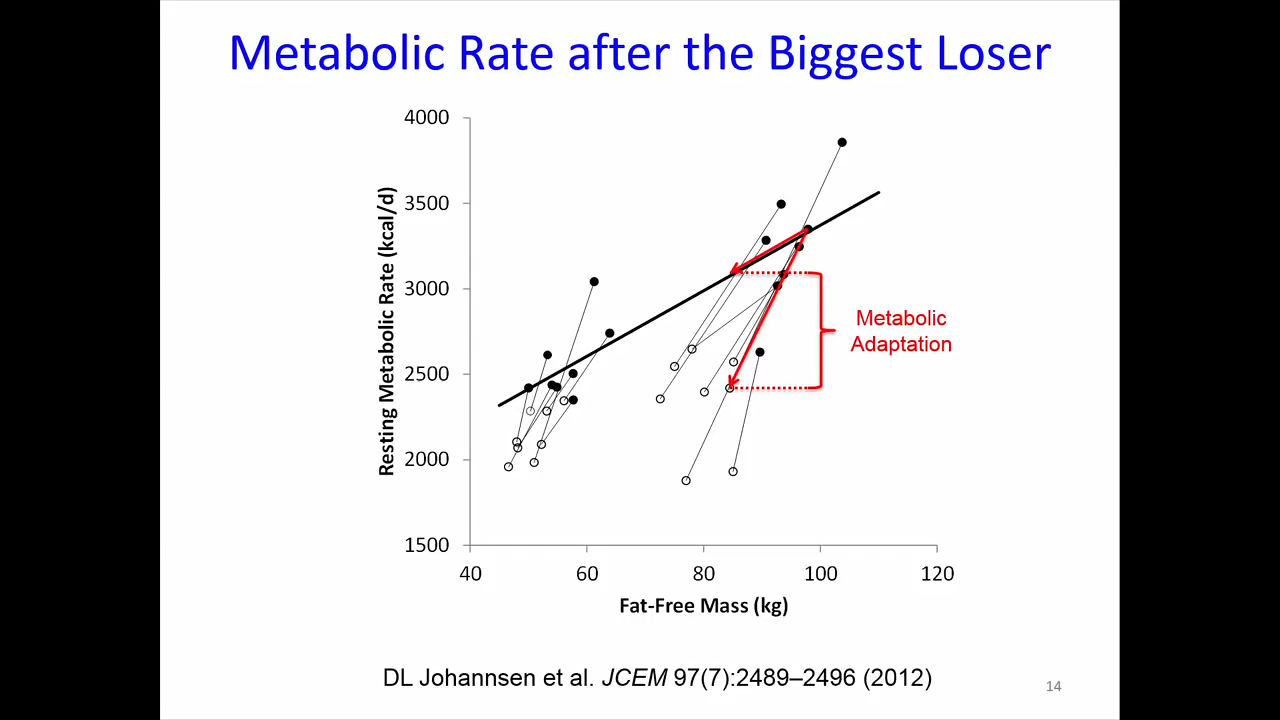 Metabolic Rate after the Biggest Loser
4000
3500
3000
2500
2000
1500
Resting Metabolic Rate (kcal/d)
Metabolic
Adaptation
40 60 80 100 120
Fat-Free Mass (kg)
DL Johannsen et al. JCEM 97(7):2489–2496 (2012)
14